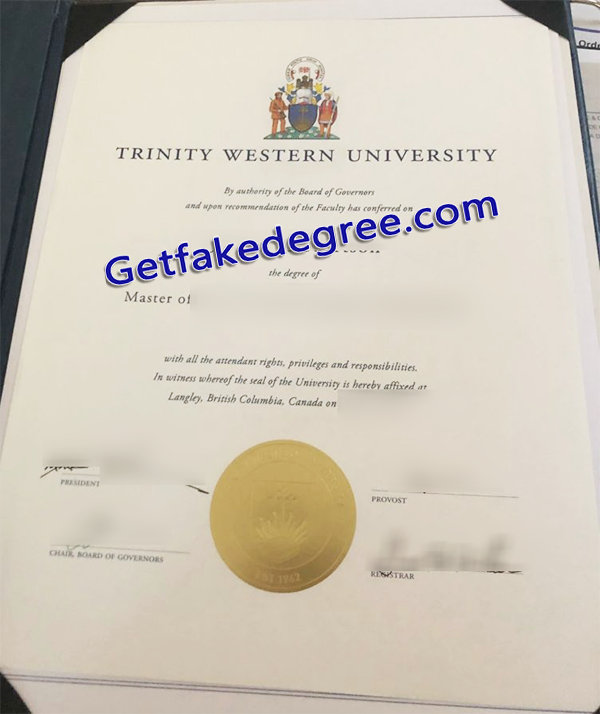 Orde
TRINITY WESTERN UNIVERSITY
By authority of the Board of Governors
and upon recommendation of the Faculty has conferred on
Getfakedegree.com
the degree of
Master of
with all the attendant rights, privileges and responsibilities.
In witness whereof the seal of the University is hereby affixed at
Langley, British Columbia, Canada on
PRESIDENT
PROVOST
CHAIR, BOARD OF GOVERNORS
REGISTRAR
EST 1962